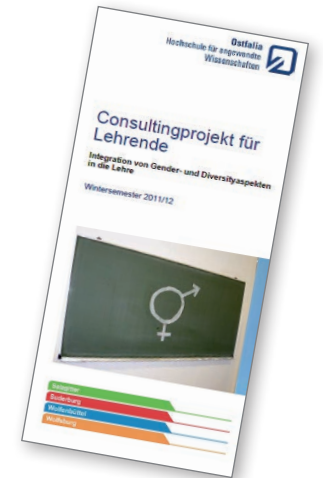 Ostfalia
Hochschule für angewandte
Wissenschaften
Consultingprojekt für
Lehrende
Integration von Gender- und Diversityaspekten
in die Lehre
Wintersemester 2011/12
Salzgitter
Suderburg
Wolfenbüttel
Wolfsburg